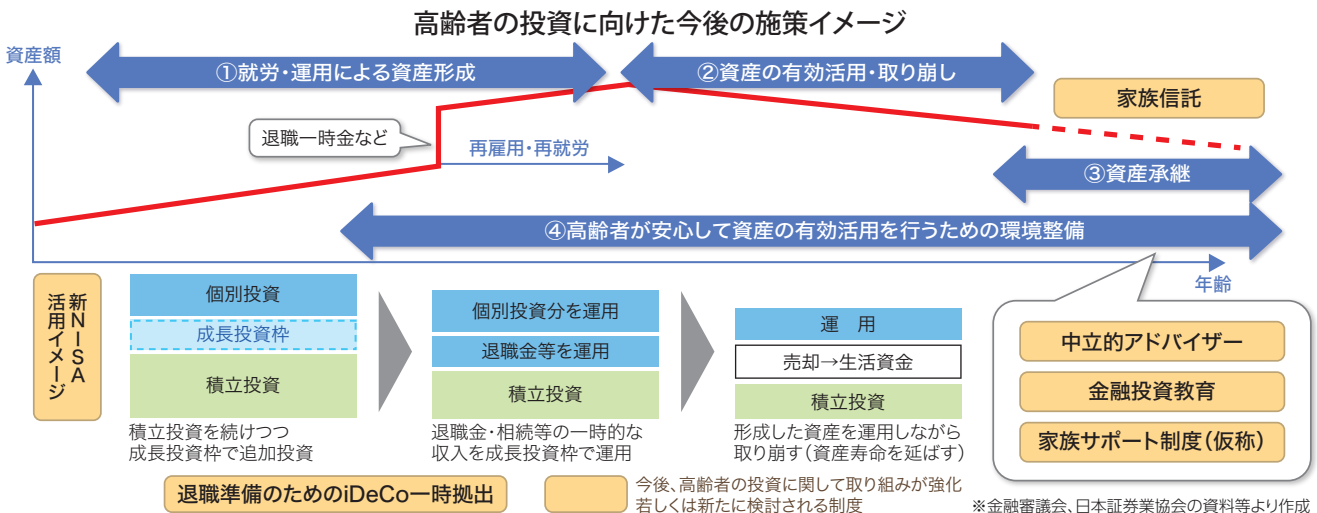 高齢者の投資に向けた今後の施策イメージ
資産額
①就労・運用による資産形成
②資産の有効活用・取り崩し
家族信託
退職一時金など
再雇用・再就労
③資産承継
④高齢者が安心して資産の有効活用を行うための環境整備
年齢
新NISA
活用イメージ
個別投資
成長投資枠
積立投資
積立投資を続けつつ
成長投資枠で追加投資
個別投資分を運用
退職金等を運用
積立投資
退職金・相続等の一時的な
収入を成長投資枠で運用
運　用
売却→生活資金
積立投資
形成した資産を運用しながら
取り崩す（資産寿命を延ばす）
中立的アドバイザー
金融投資教育
家族サポート制度（仮称）
退職準備のためのiDeCo一時拠出
今後、高齢者の投資に関して取り組みが強化
若しくは新たに検討される制度
※金融審議会、日本証券業協会の資料等より作成